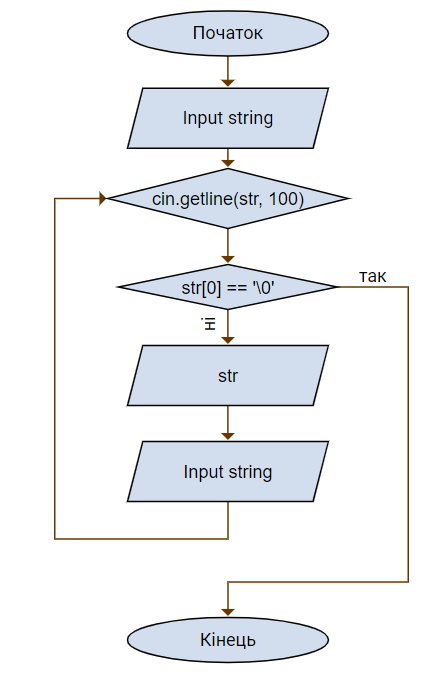 Початок
Input string
cin.getline(str, 100)
str[0] == '\0'
так
ні
str
Input string
Кінець